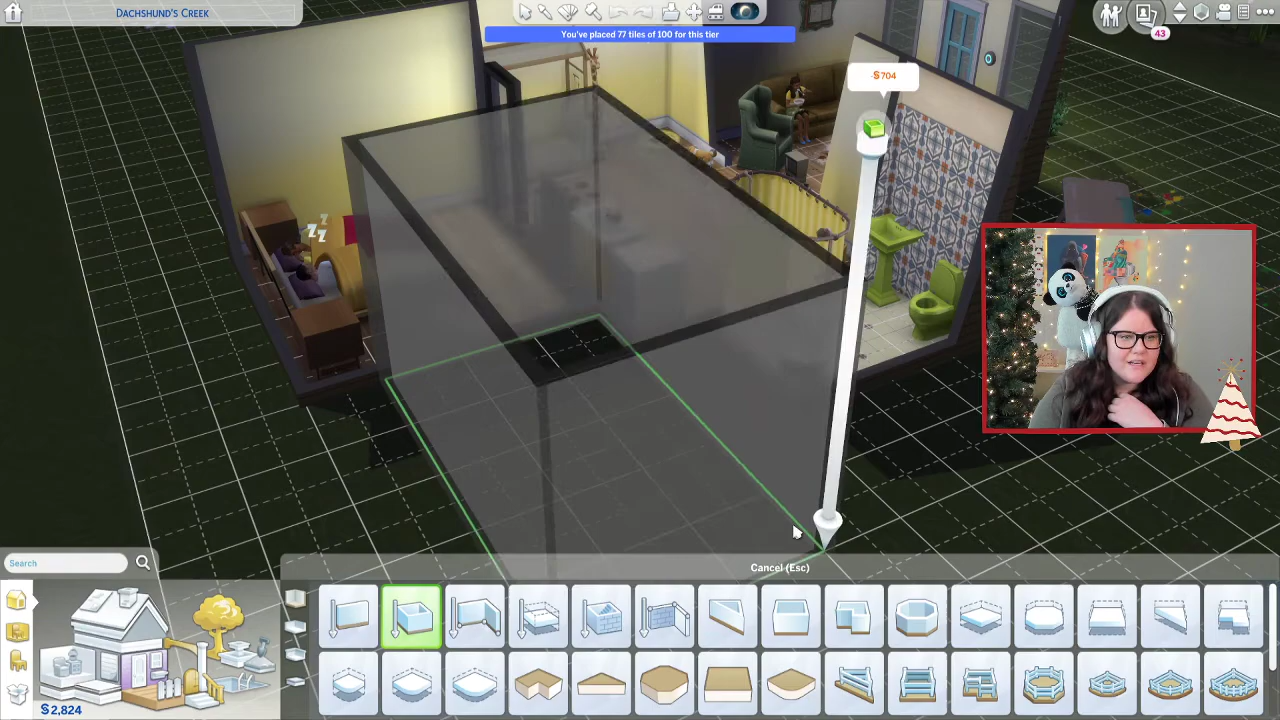 DACHSHUND'S CREEK
You've placed 77 tiles of 100 for this tier
43
-§704
z
z
z z
Cancel (Esc)
Search
§2,824